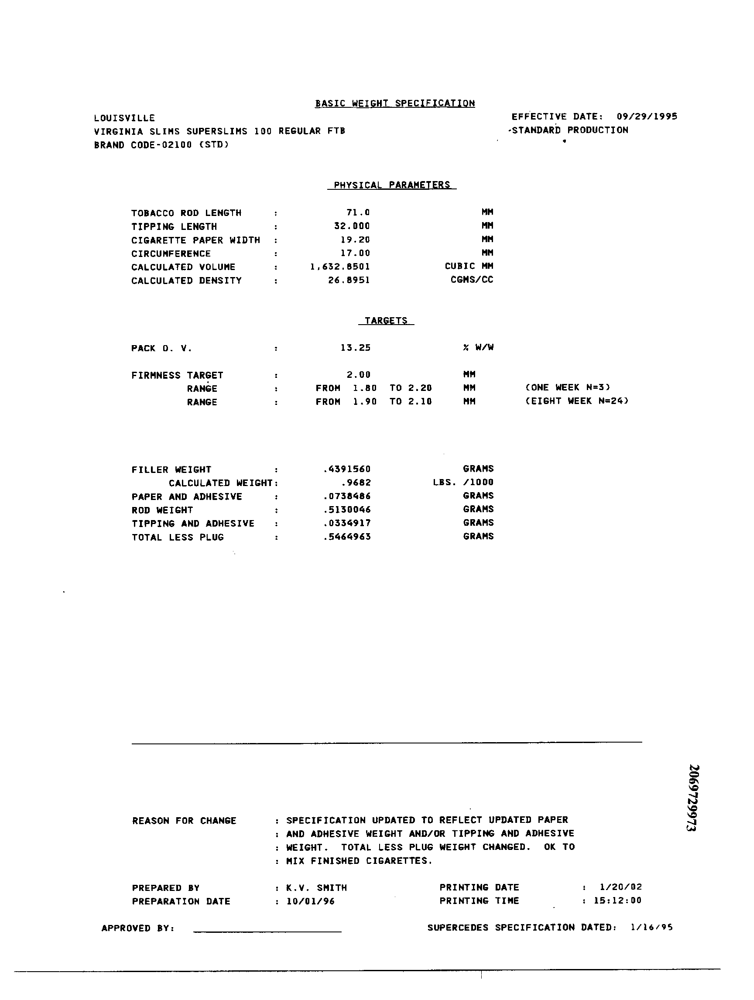 BASIC WEIGHT SPECIFICATION
LOUISVILLE EFFECTIVE DATE: 09/29/1995
VIRGINIA SLIMS SUPERSLIMS 100 REGULAR FTB -STANDARD PRODUCTION
BRAND CODE-02100 (STD)
PHYSICAL PARAMETERS
TOBACCO ROD LENGTH : 71.0 MM
TIPPING LENGTH : 32.000 MM
CIGARETTE PAPER WIDTH : 19.20 MM
CIRCUMFERENCE : 17.00 MM
CALCULATED VOLUME : 1,632.8501 CUBIC MM
CALCULATED DENSITY : 26.8951 CGMS/CC
TARGETS
PACK O. V. : 13.25 % W/W
FIRMNESS TARGET : 2.00 MM
RANGE : FROM 1.80 TO 2.20 MM (ONE WEEK N=3)
RANGE : FROM 1.90 TO 2.10 MM (EIGHT WEEK N=24)
FILLER WEIGHT : .4391560 GRAMS
CALCULATED WEIGHT: .9682 LBS. /1000
PAPER AND ADHESIVE : .0738486 GRAMS
ROD WEIGHT : .5130046 GRAMS
TIPPING AND ADHESIVE : .0334917 GRAMS
TOTAL LESS PLUG : .5464963 GRAMS
2069729973
REASON FOR CHANGE : SPECIFICATION UPDATED TO REFLECT UPDATED PAPER
: AND ADHESIVE WEIGHT AND/OR TIPPING AND ADHESIVE
: WEIGHT. TOTAL LESS PLUG WEIGHT CHANGED. OK TO
: MIX FINISHED CIGARETTES.
PREPARED BY : K.V. SMITH PRINTING DATE : 1/20/02
PREPARATION DATE : 10/01/96 PRINTING TIME : 15:12:00
APPROVED BY: SUPERCEDES SPECIFICATION DATED: 1/16/95